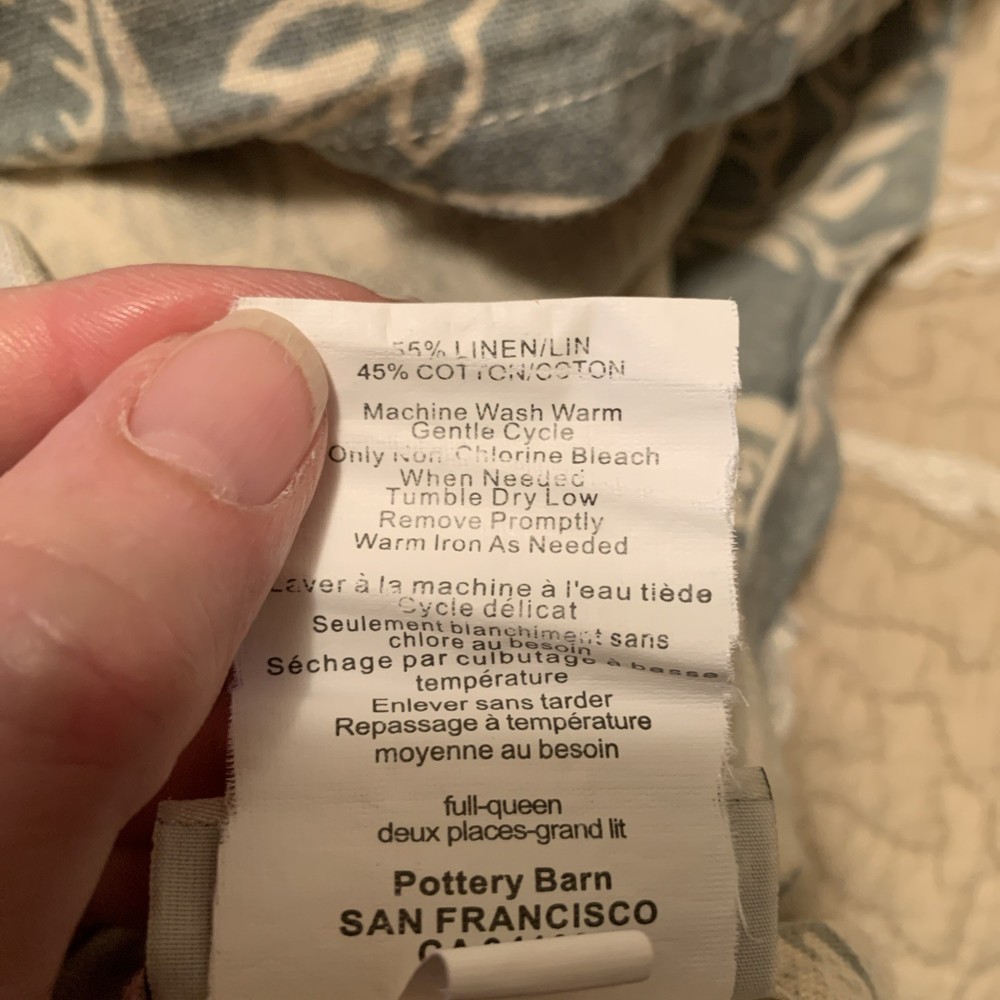 55% LINEN/LIN
45% COTTON/COTON
Machine Wash Warm
Gentle Cycle
Only Non-Chlorine Bleach
When Needed
Tumble Dry Low
Remove Promptly
Warm Iron As Needed
Laver à la machine à l'eau tiède
Cycle délicat
Seulement blanchiment sans
chlore au besoin
Séchage par culbutage à basse
température
Enlever sans tarder
Repassage à température
moyenne au besoin
full-queen
deux places-grand lit
Pottery Barn
SAN FRANCISCO
CA